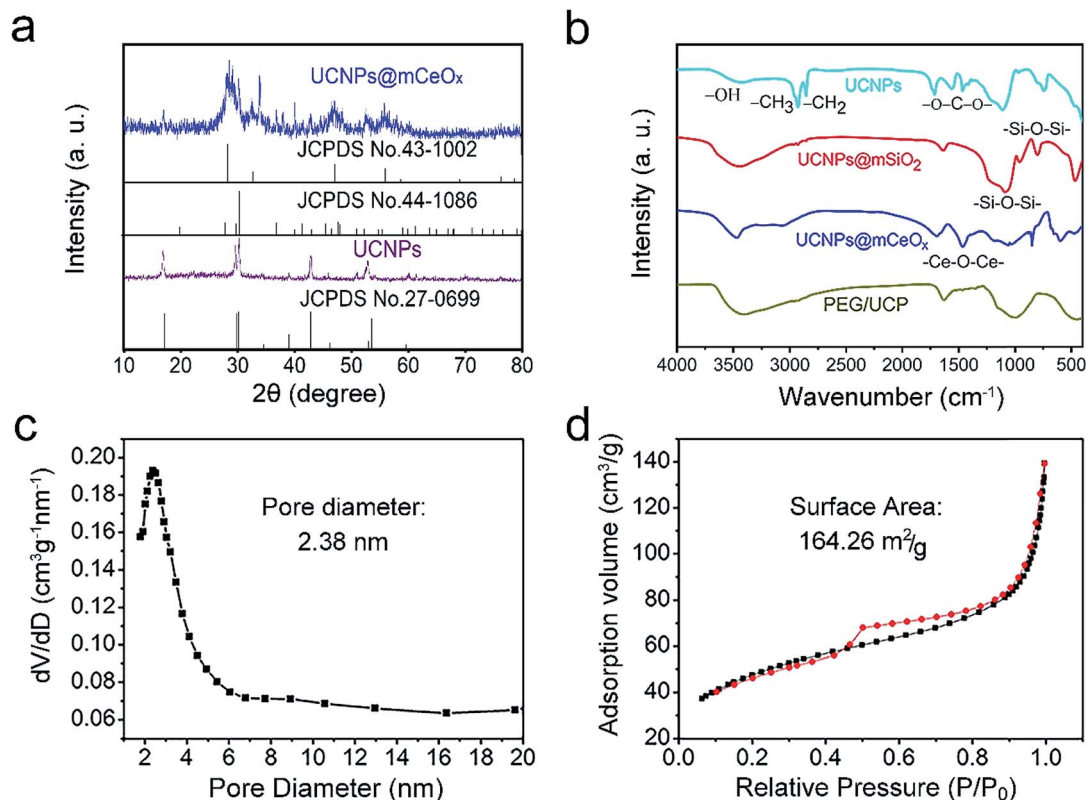 a
UCNPs@mCeOₓ
JCPDS No.43-1002
JCPDS No.44-1086
UCNPs
JCPDS No.27-0699
Intensity (a. u.)
10 20 30 40 50 60 70 80
2θ (degree)
b
UCNPs
-OH
-CH3
-CH2
-O-C-O-
-Si-O-Si-
UCNPs@mSiO₂
-Si-O-Si-
UCNPs@mCeOₓ
-Ce-O-Ce-
PEG/UCP
Intensity (a. u.)
4000 3500 3000 2500 2000 1500 1000 500
Wavenumber (cm⁻¹)
c
0.20
0.18
0.16
0.14
0.12
0.10
0.08
0.06
dV/dD (cm³g⁻¹nm⁻¹)
Pore diameter:
2.38 nm
2 4 6 8 10 12 14 16 18 20
Pore Diameter (nm)
d
140
120
100
80
60
40
20
Adsorption volume (cm³/g)
Surface Area:
164.26 m²/g
0.0 0.2 0.4 0.6 0.8 1.0
Relative Pressure (P/P₀)